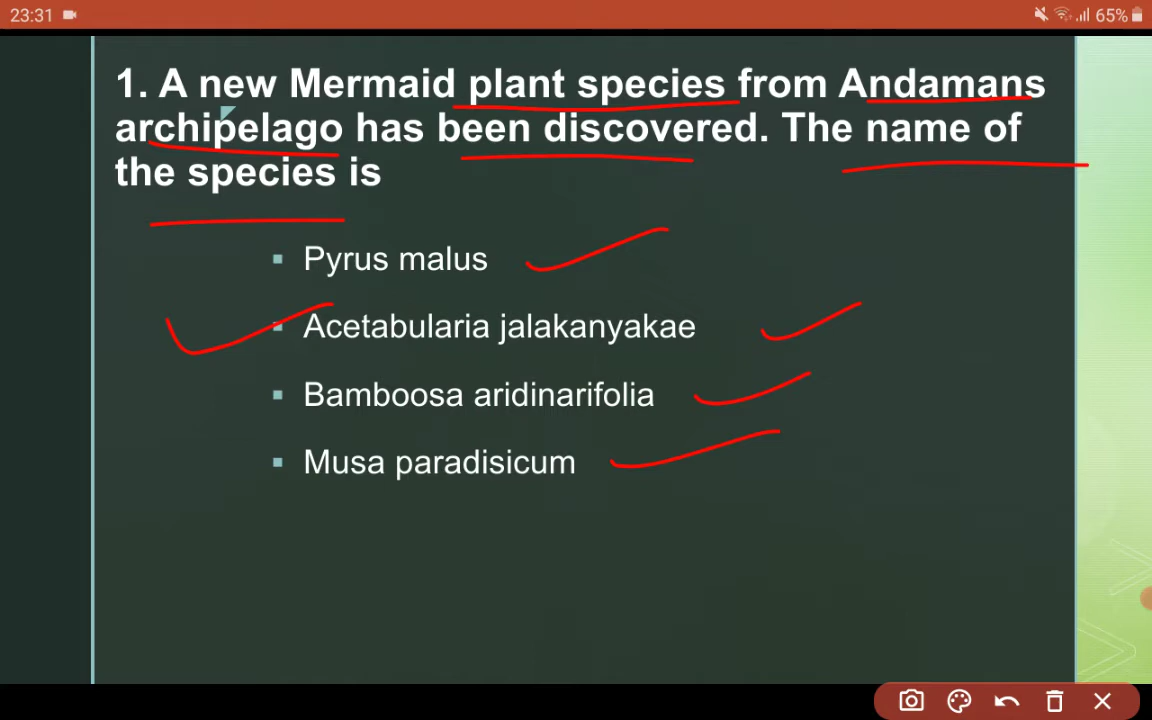 23:31 65%
1. A new Mermaid plant species from Andamans
archipelago has been discovered. The name of
the species is
▪ Pyrus malus
▪ Acetabularia jalakanyakae
▪ Bamboosa aridinarifolia
▪ Musa paradisicum